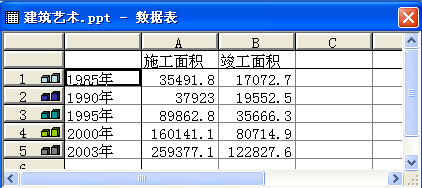 建筑艺术.ppt - 数据表
A B C
施工面积 竣工面积
1 1985年 35491.8 17072.7
2 1990年 37923 19552.5
3 1995年 89862.8 35666.3
4 2000年 160141.1 80714.9
5 2003年 259377.1 122827.6